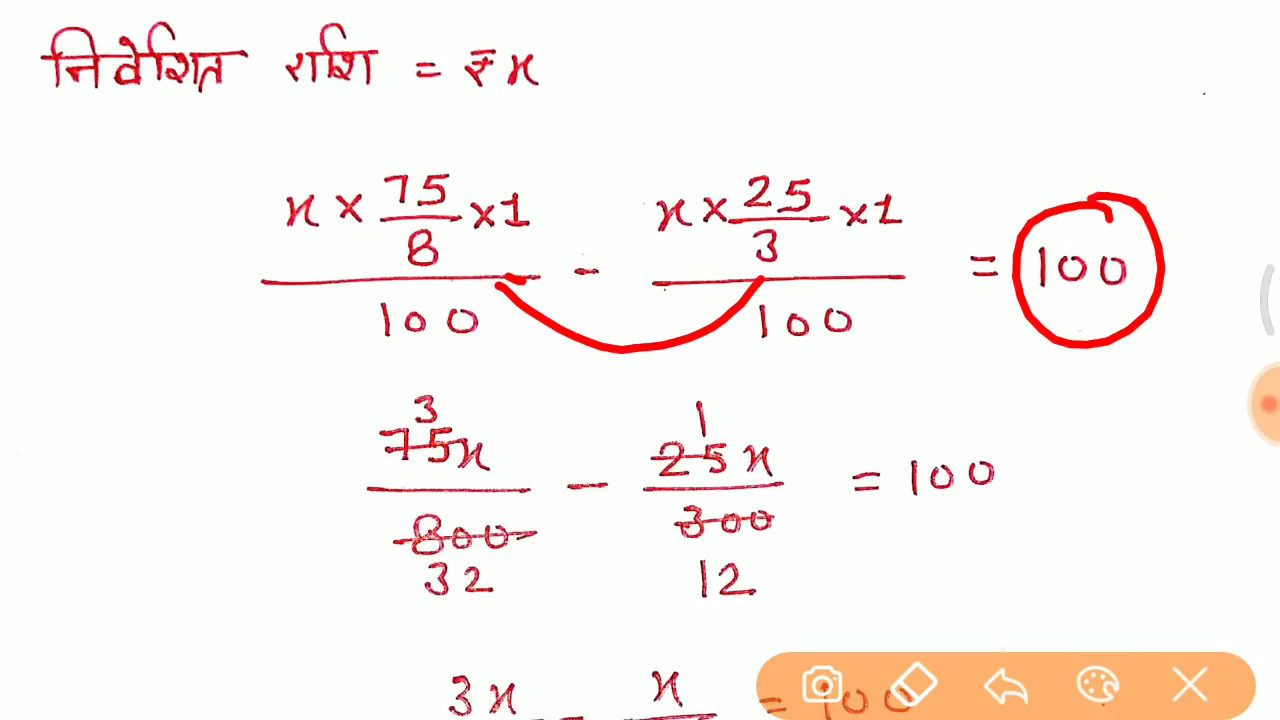 निवेशित राशि = ₹ x
x × 75/8 × 1 / 100 - x × 25/3 × 1 / 100 = 100
3 1
75x / 800 - 25x / 300 = 100
32 12
3x - x = 100